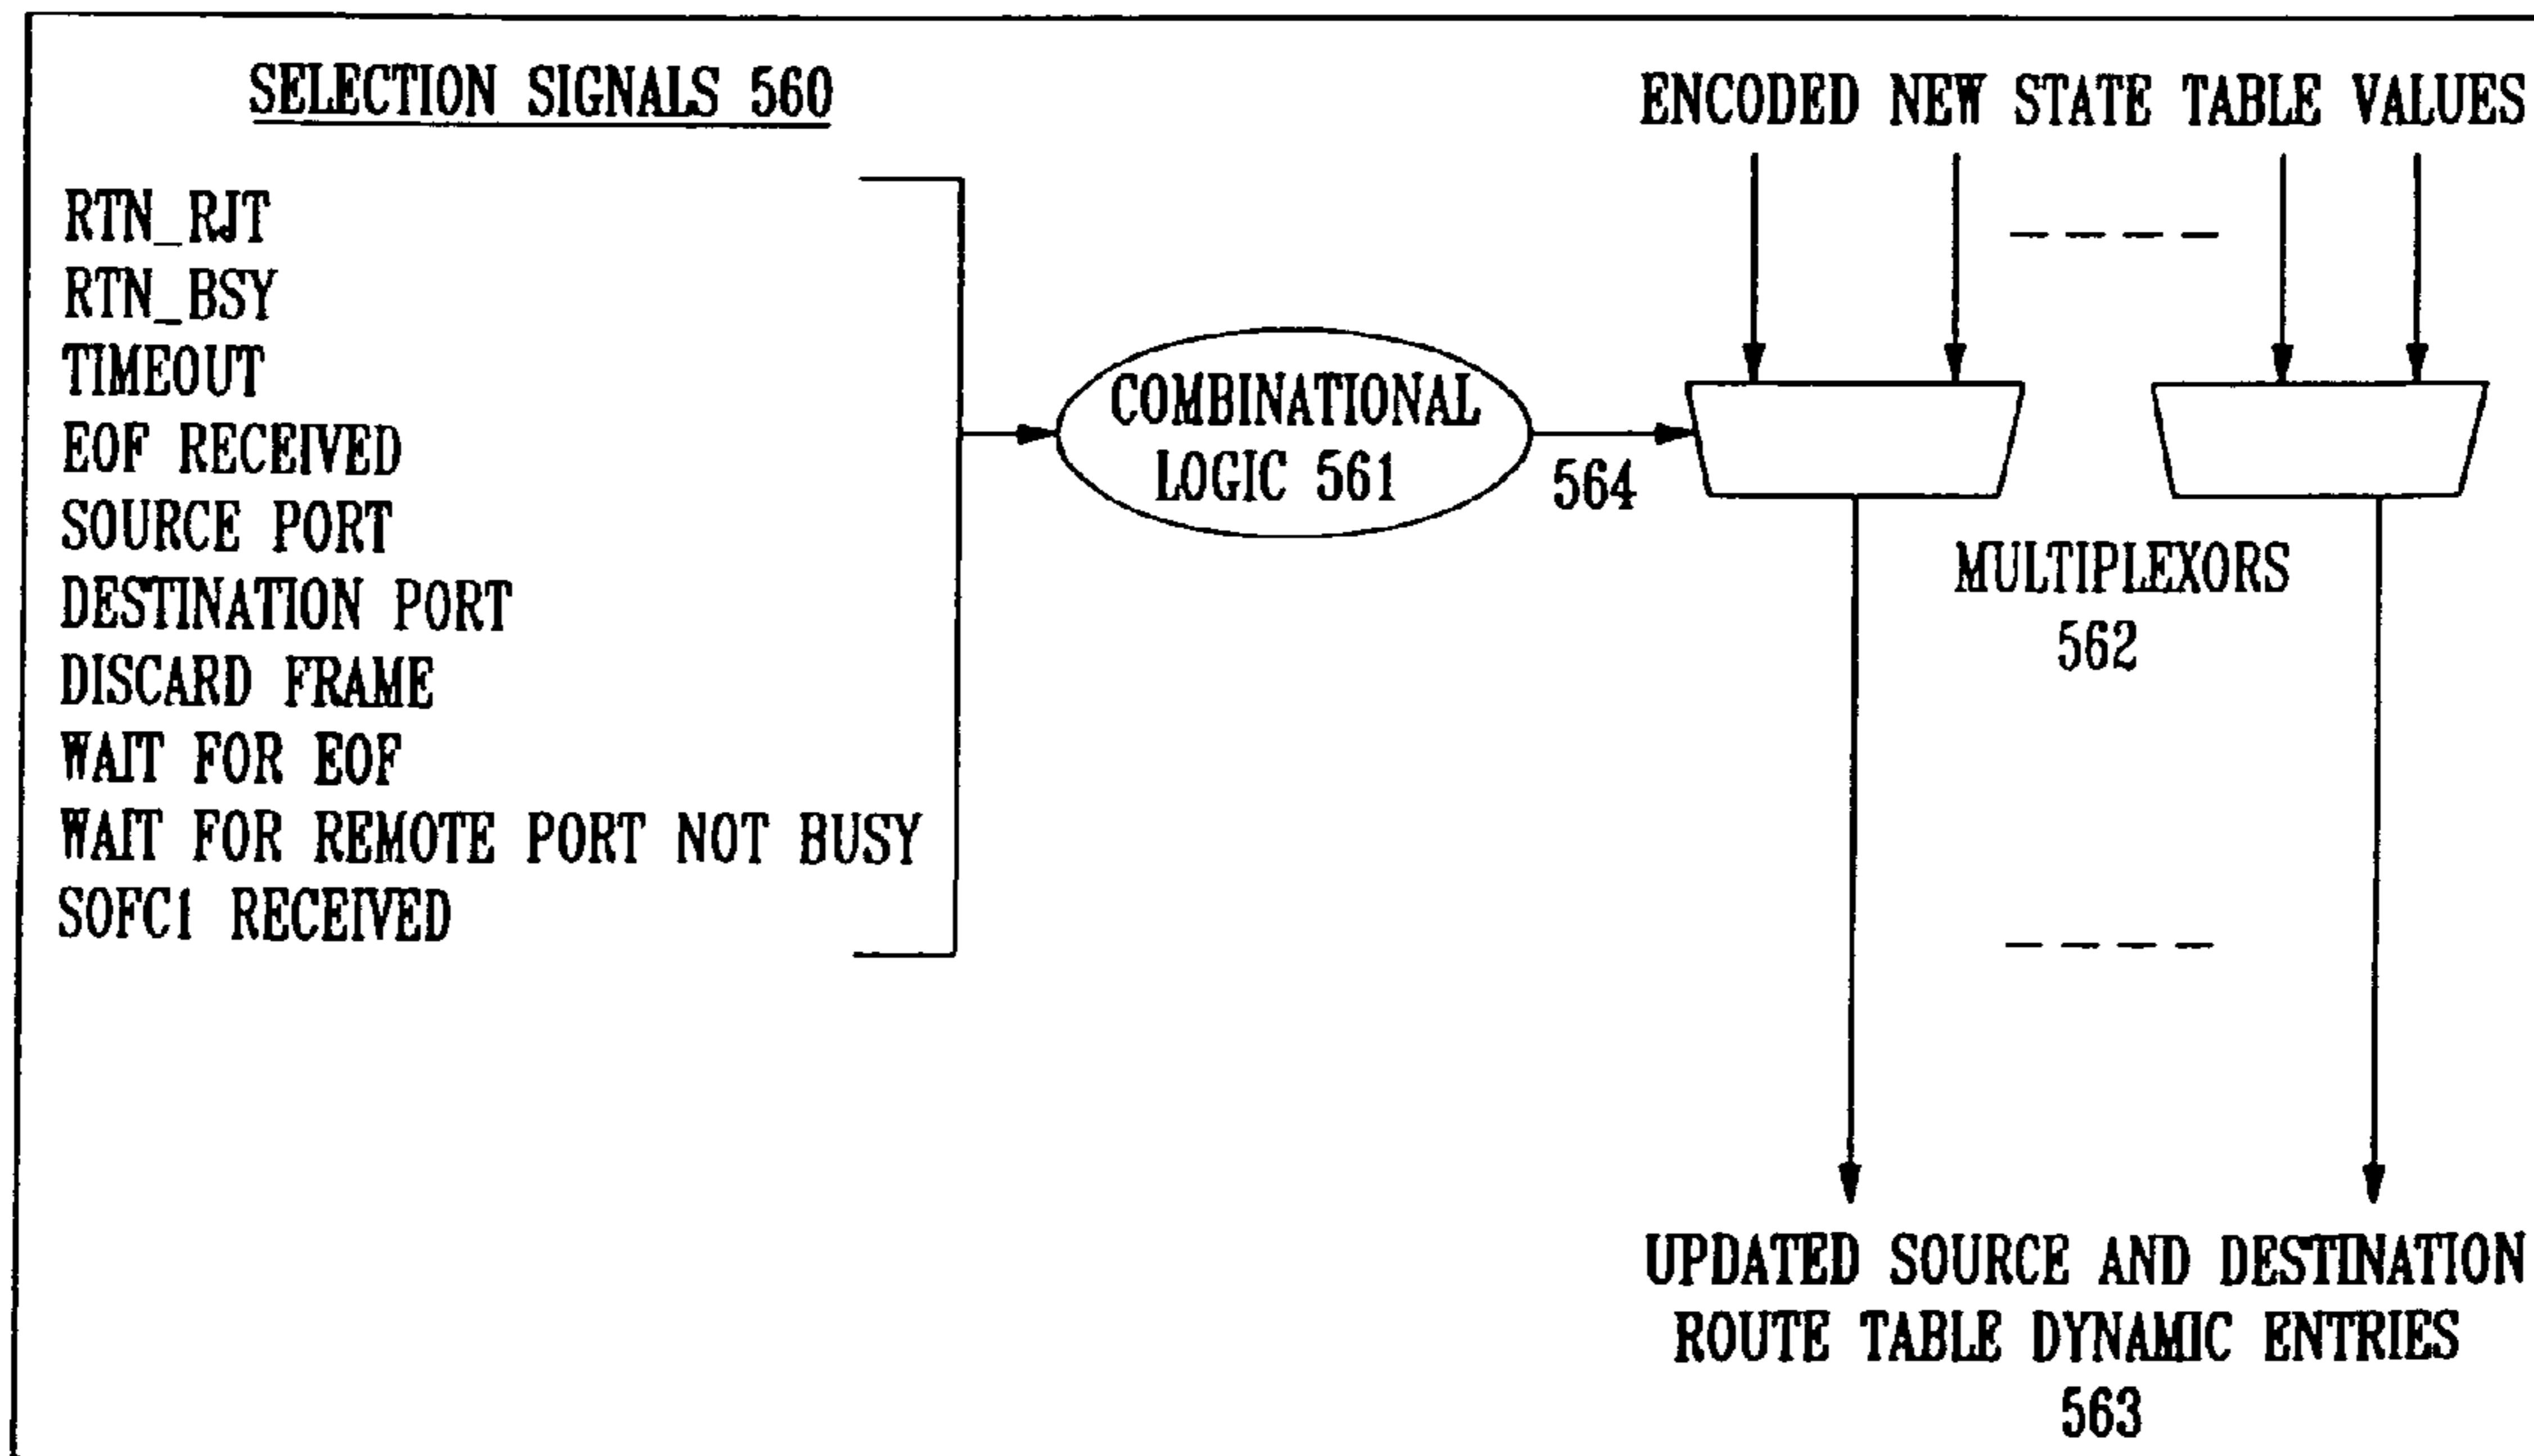 SELECTION SIGNALS 560
RTN_RJT
RTN_BSY
TIMEOUT
EOF RECEIVED
SOURCE PORT
DESTINATION PORT
DISCARD FRAME
WAIT FOR EOF
WAIT FOR REMOTE PORT NOT BUSY
SOFC1 RECEIVED
COMBINATIONAL
LOGIC 561
564
ENCODED NEW STATE TABLE VALUES
MULTIPLEXORS
562
UPDATED SOURCE AND DESTINATION
ROUTE TABLE DYNAMIC ENTRIES
563